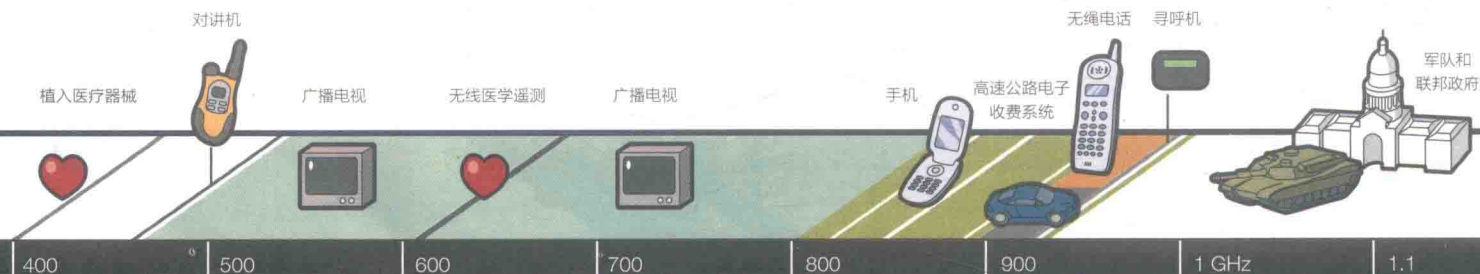 对讲机
无绳电话
寻呼机
植入医疗器械
广播电视
无线医学遥测
广播电视
手机
高速公路电子
收费系统
军队和
联邦政府
400
500
600
700
800
900
1 GHz
1.1